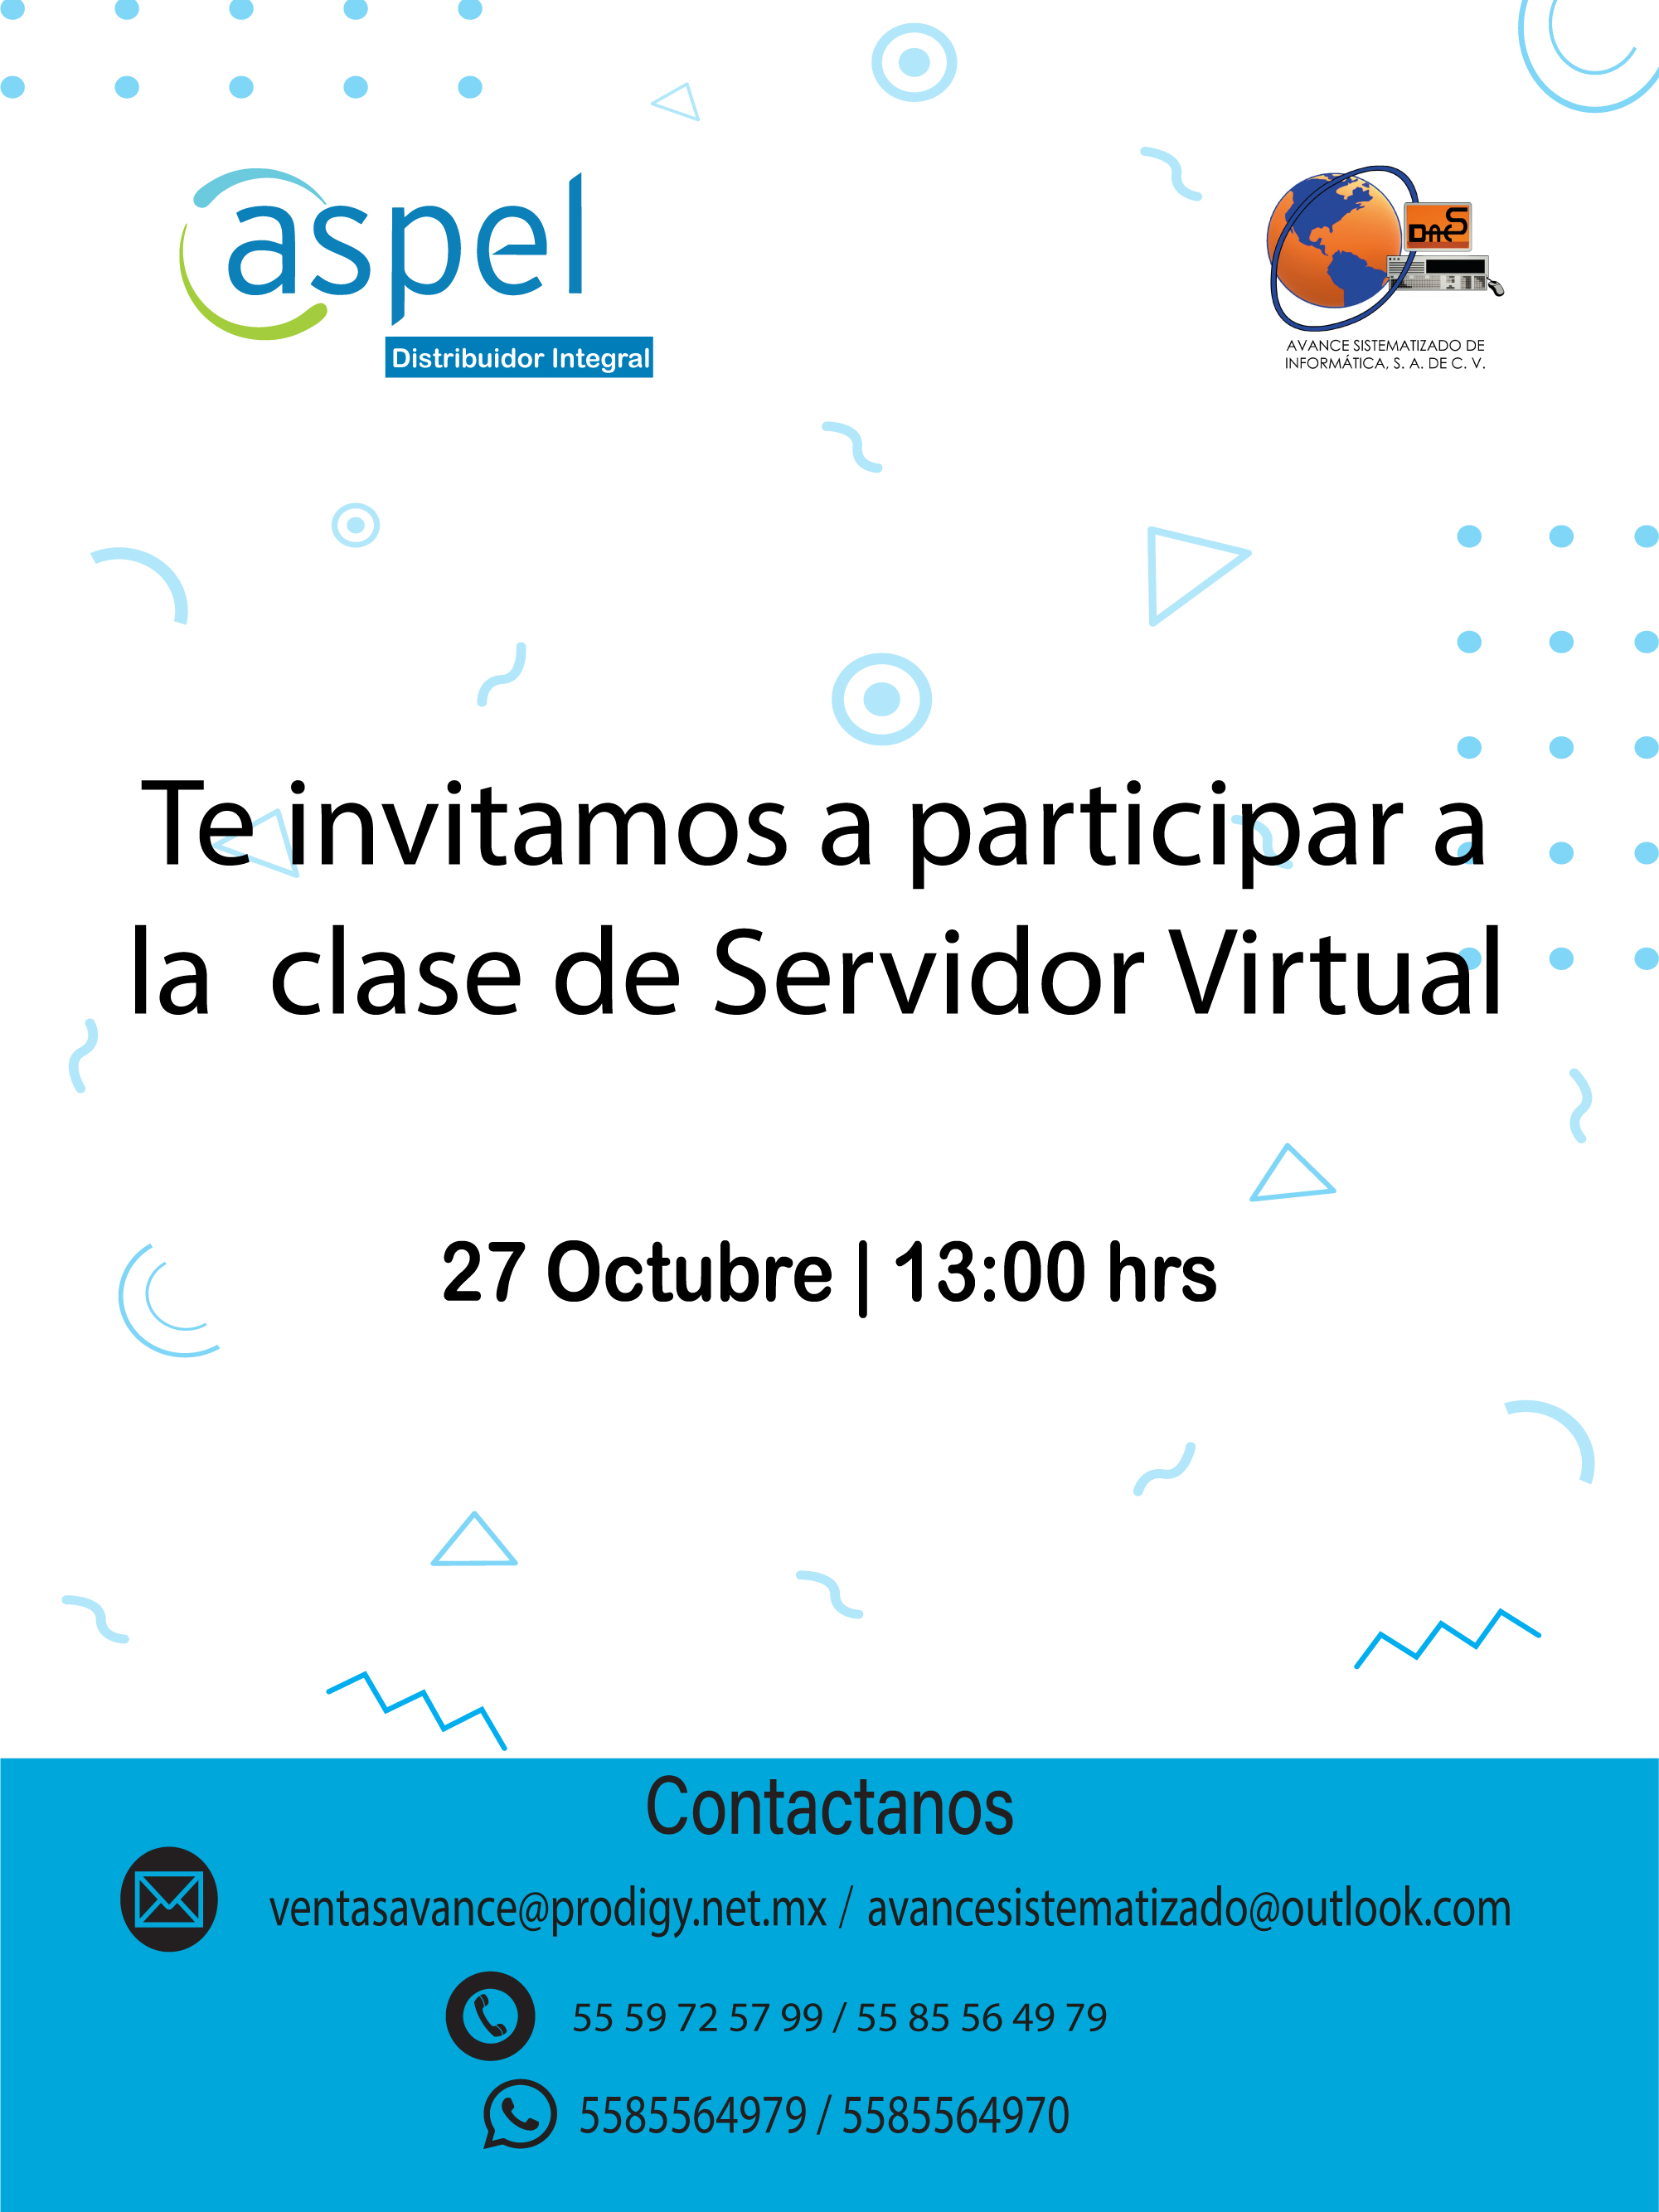 aspel
Distribuidor Integral
DAES
AVANCE SISTEMATIZADO DE
INFORMÁTICA, S. A. DE C. V.
Te invitamos a participar a
la clase de Servidor Virtual
27 Octubre | 13:00 hrs
Contactanos
ventasavance@prodigy.net.mx / avancesistematizado@outlook.com
55 59 72 57 99 / 55 85 56 49 79
5585564979 / 5585564970